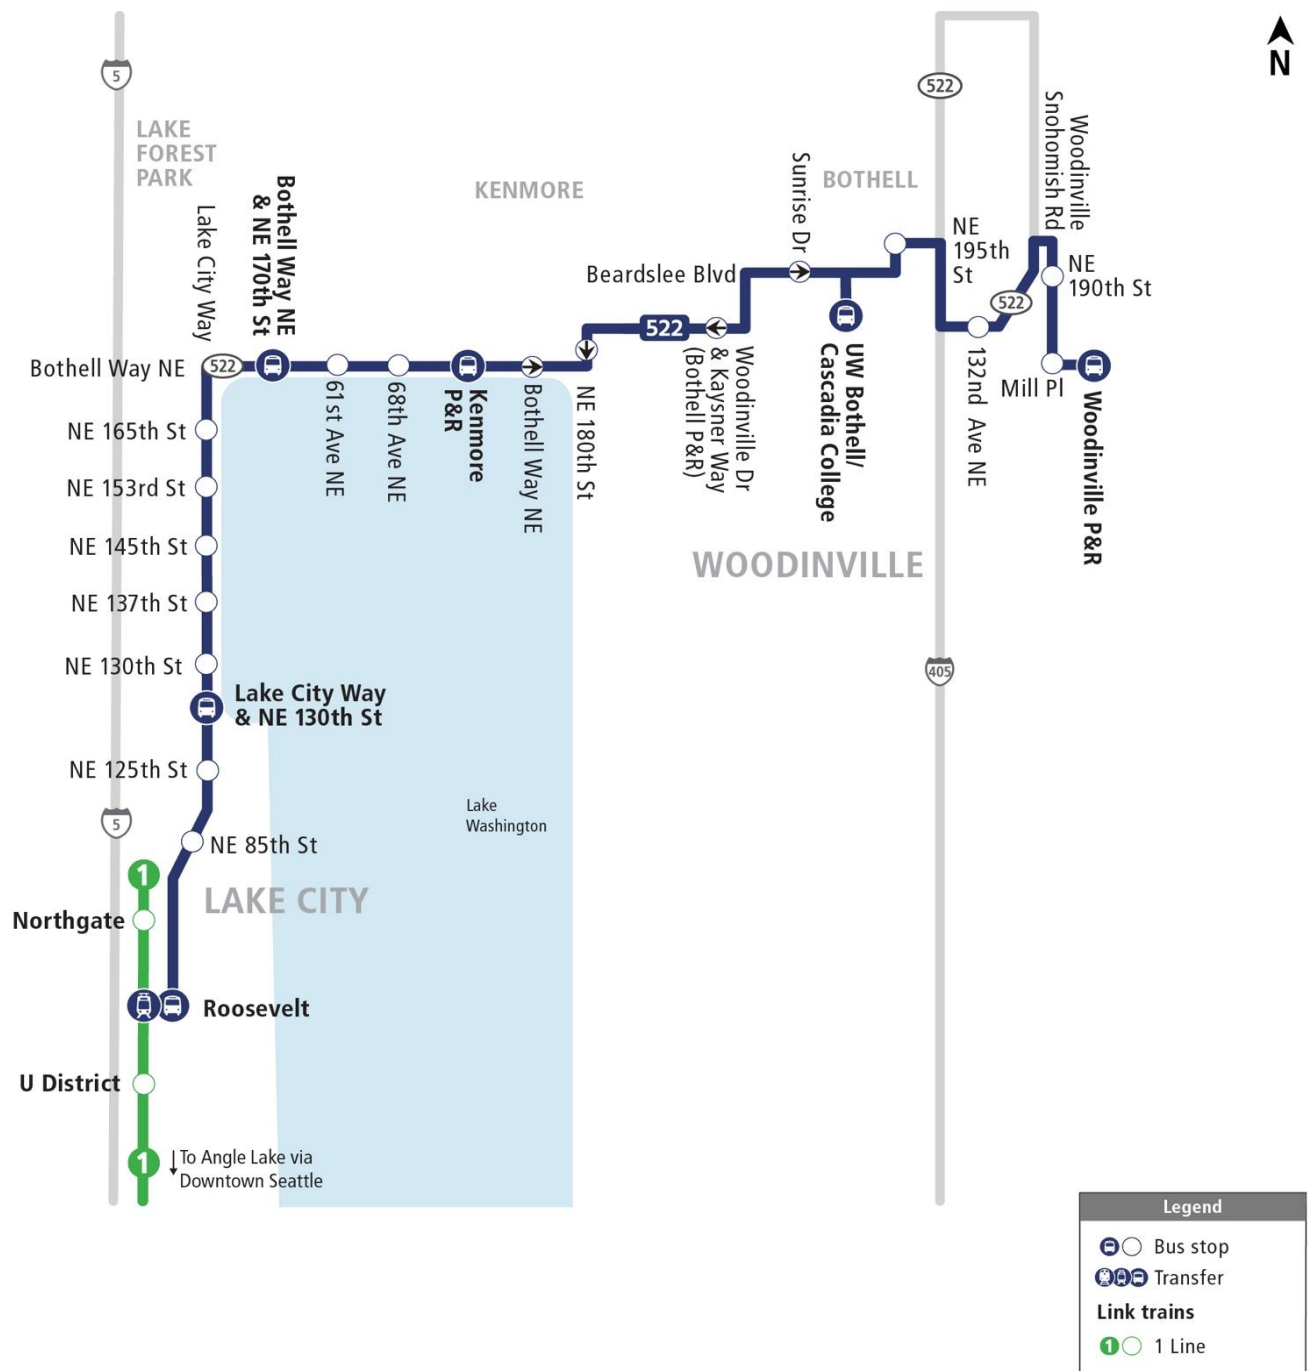 N
5
522
LAKE
FOREST
PARK
KENMORE
BOTHELL
Lake City Way
Bothell Way NE
& NE 170th St
Sunrise Dr
Woodinville
Snohomish Rd
NE
195th
St
Beardslee Blvd
NE
190th St
522
522
Bothell Way NE
522
61st Ave NE
68th Ave NE
Kenmore
P&R
Bothell Way NE
NE 180th St
Woodinville Dr
& Kaysner Way
(Bothell P&R)
UW Bothell/
Cascadia College
132nd Ave NE
Mill Pl
Woodinville P&R
NE 165th St
NE 153rd St
NE 145th St
NE 137th St
NE 130th St
WOODINVILLE
405
Lake City Way
& NE 130th St
NE 125th St
Lake
Washington
5
NE 85th St
1
LAKE CITY
Northgate
Roosevelt
U District
1
To Angle Lake via
Downtown Seattle
Legend
Bus stop
Transfer
Link trains
1
1 Line